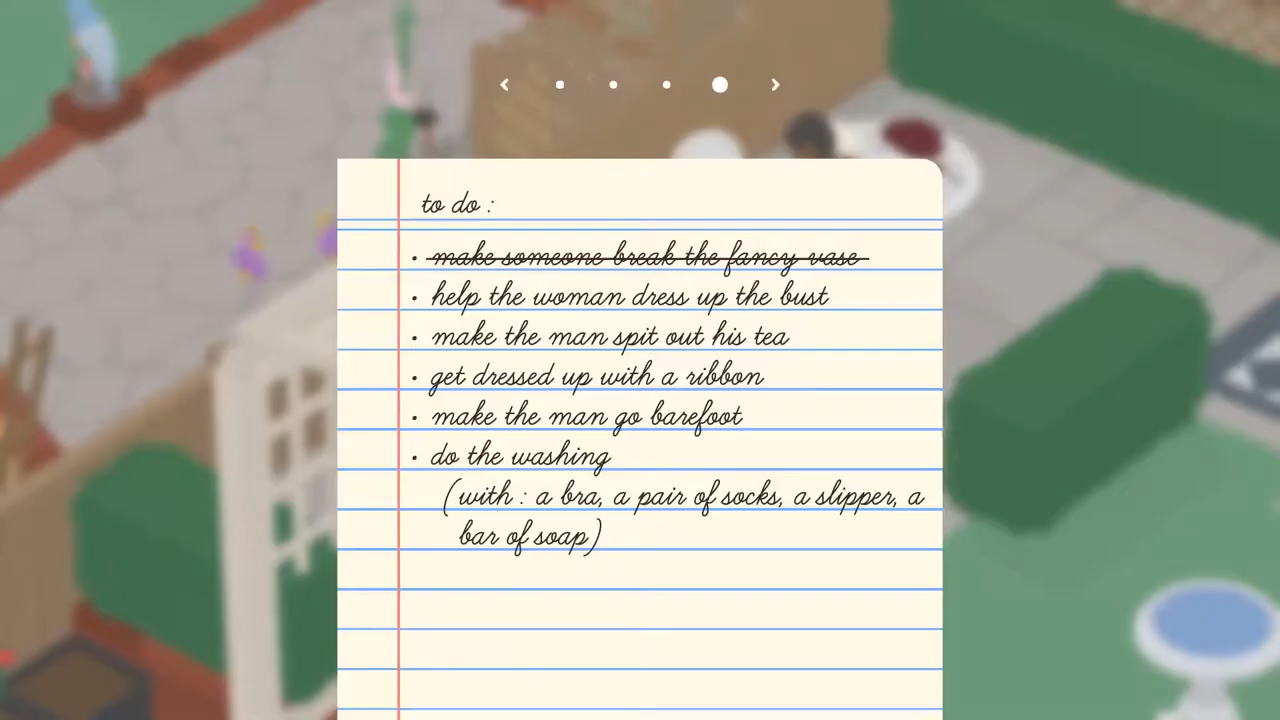 to do :
• make someone break the fancy vase
• help the woman dress up the bust
• make the man spit out his tea
• get dressed up with a ribbon
• make the man go barefoot
• do the washing
(with : a bra, a pair of socks, a slipper, a
bar of soap)